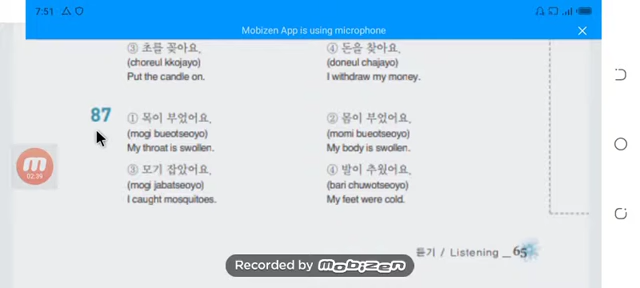 7:51
Mobizen App is using microphone
③ 초를 꽂아요.
(choreul kkojayo)
Put the candle on.
④ 돈을 찾아요.
(doneul chajayo)
I withdraw my money.
87
① 목이 부었어요.
(mogi bueotseoyo)
My throat is swollen.
② 몸이 부었어요.
(momi bueotseoyo)
My body is swollen.
③ 모기 잡았어요.
(mogi jabatseoyo)
I caught mosquitoes.
④ 발이 추웠어요.
(bari chuwotseoyo)
My feet were cold.
02:39
듣기 / Listening _ 65
Recorded by mobizen